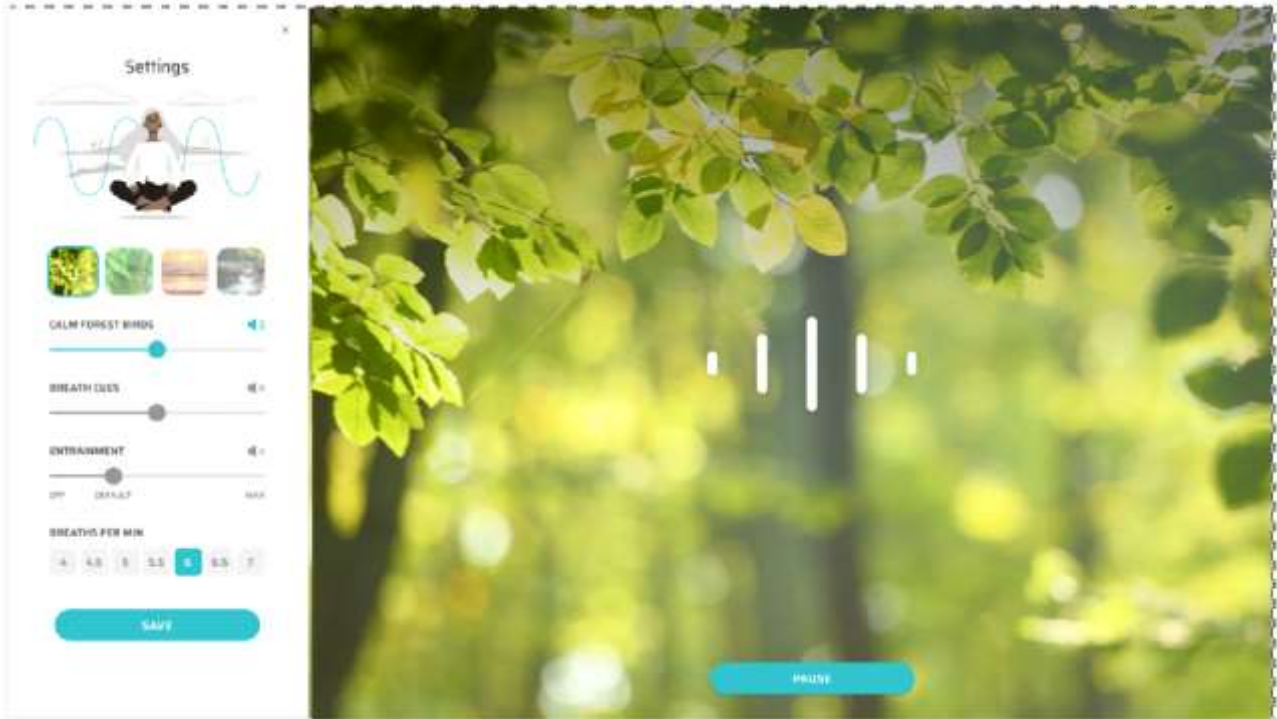 Settings
CALM FOREST BIRDS
BREATH CUES
ENTRAINMENT
OFF DEFAULT MAX
BREATHS PER MIN
4 4.5 5 5.5 6 6.5 7
SAVE
PAUSE